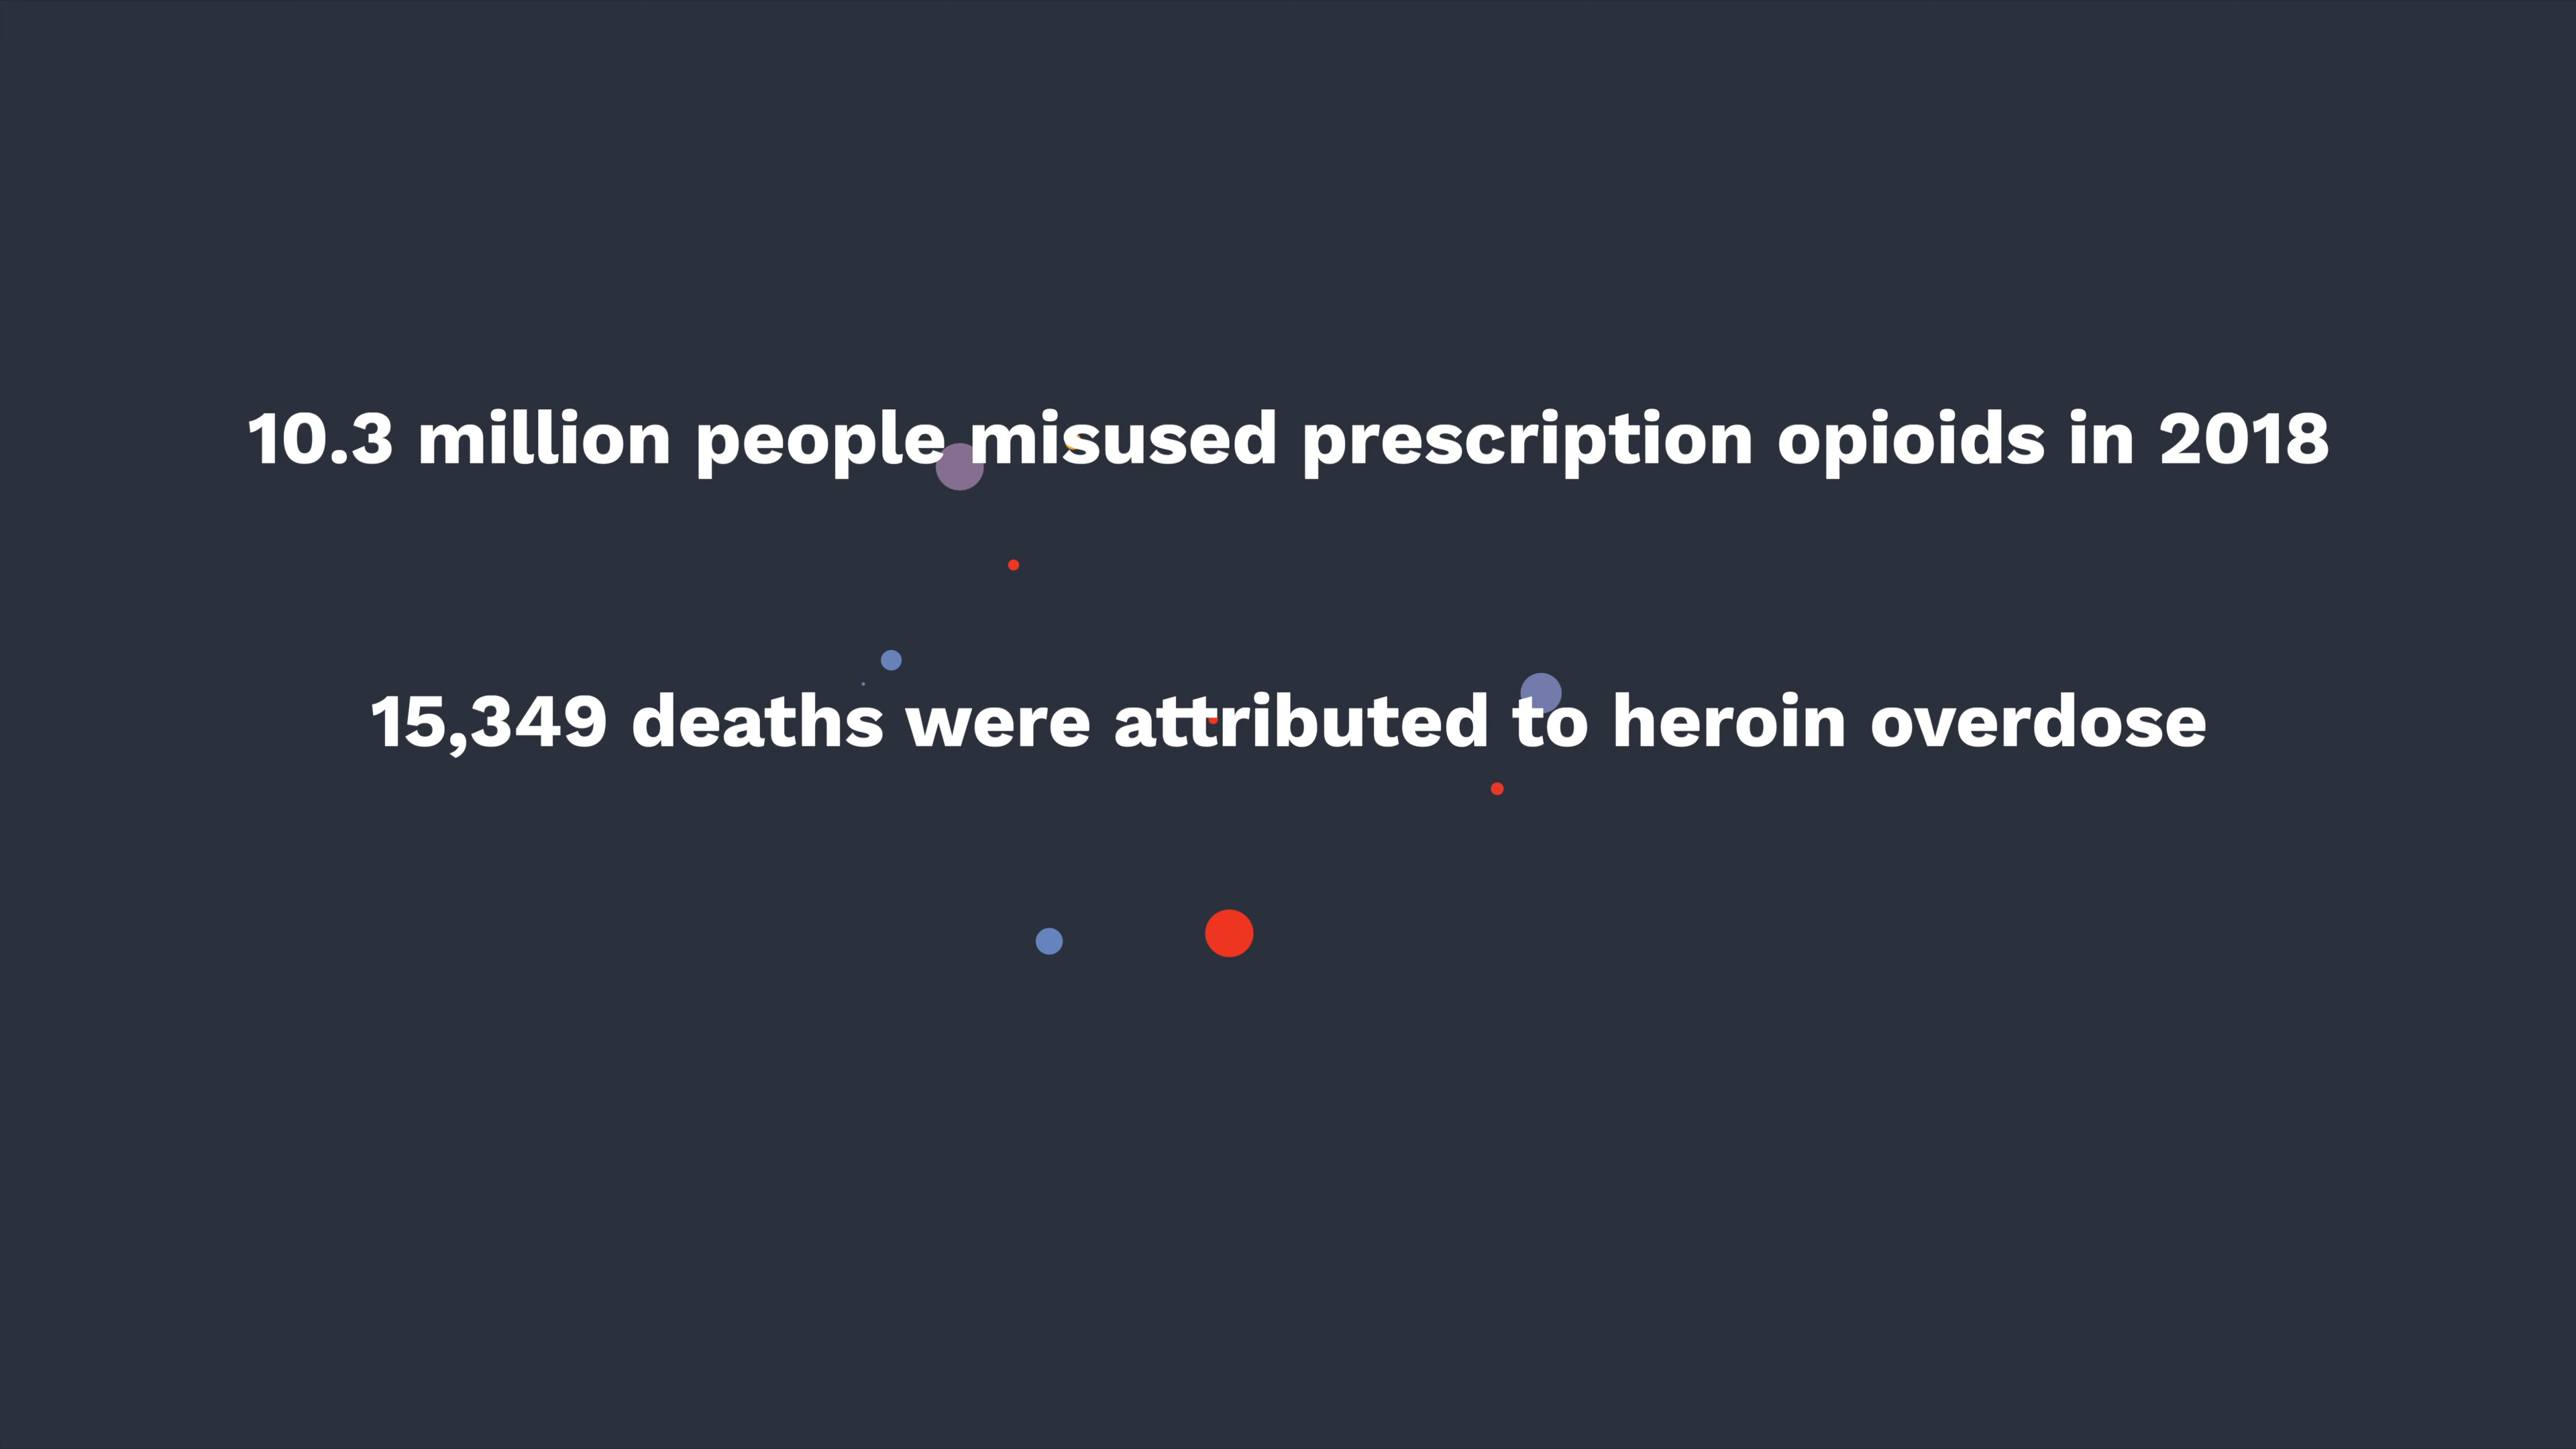 10.3 million people misused prescription opioids in 2018
15,349 deaths were attributed to heroin overdose